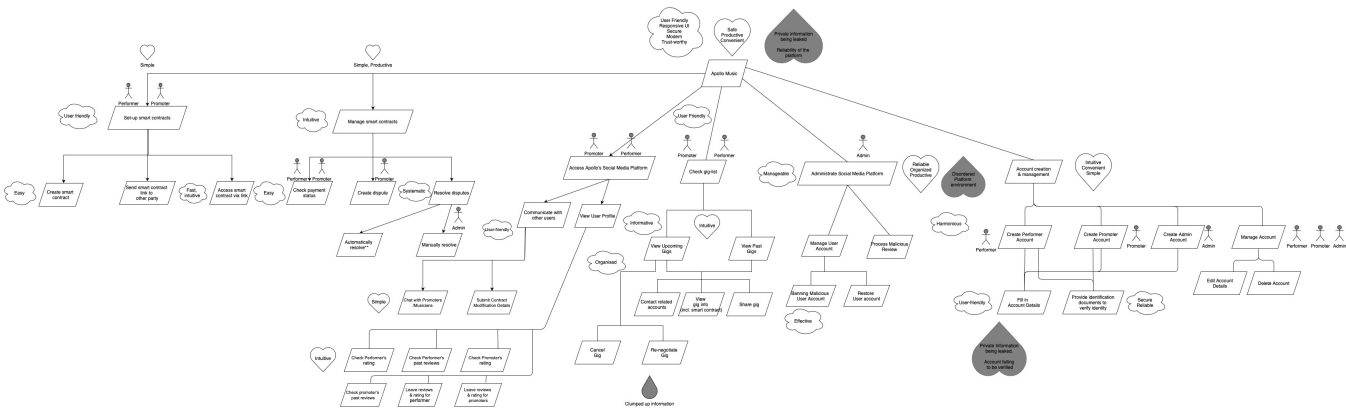 User Friendly
Responsive UI
Secure
Modern
Trust-worthy
Safe
Productive
Convenient
Private information
being leaked
Reliability of the
platform
Simple
Simple, Productive
Apollo Music
Performer
Promoter
User friendly
Set-up smart contracts
Intuitive
Manage smart contracts
User Friendly
Promoter
Performer
Access Apollo's Social Media Platform
Promoter
Performer
Check gig-list
Admin
Manageable
Administrate Social Media Platform
Reliable
Organized
Productive
Disordered
Platform
environment
Account creation
& management
Intuitive
Convenient
Simple
Easy
Create smart
contract
Send smart contract
link to
other party
Fast,
intuitive
Access smart
contract via link
Easy
Performer
Promoter
Check payment
status
Promoter
Create dispute
Systematic
Resolve disputes
Automatically
resolve**
Admin
Manually resolve
User-friendly
Communicate with
other users
View User Profile
Informative
Intuitive
View Upcoming
Gigs
View Past
Gigs
Manage User
Account
Process Malicious
Review
Harmonious
Performer
Create Performer
Account
Create Promoter
Account
Promoter
Create Admin
Account
Admin
Manage Account
Performer
Promoter
Admin
Organised
Simple
Chat with Promoters
/Musicians
Submit Contract
Modification Details
Contact related
accounts
View
gig info
(incl. smart contract)
Share gig
Banning Malicious
User Account
Restore
User account
Effective
User-friendly
Fill in
Account Details
Provide identification
documents to
verify identity
Secure
Reliable
Edit Account
Details
Delete Account
Intuitive
Check Performer's
rating
Check Performer's
past reviews
Check Promoter's
rating
Cancel
Gig
Re-negotiate
Gig
Private Information
being leaked.
Account failing
to be verified
Check promoter's
past reviews
Leave reviews
& rating for
performer
Leave reviews
& rating for
promoters
Clumped up information